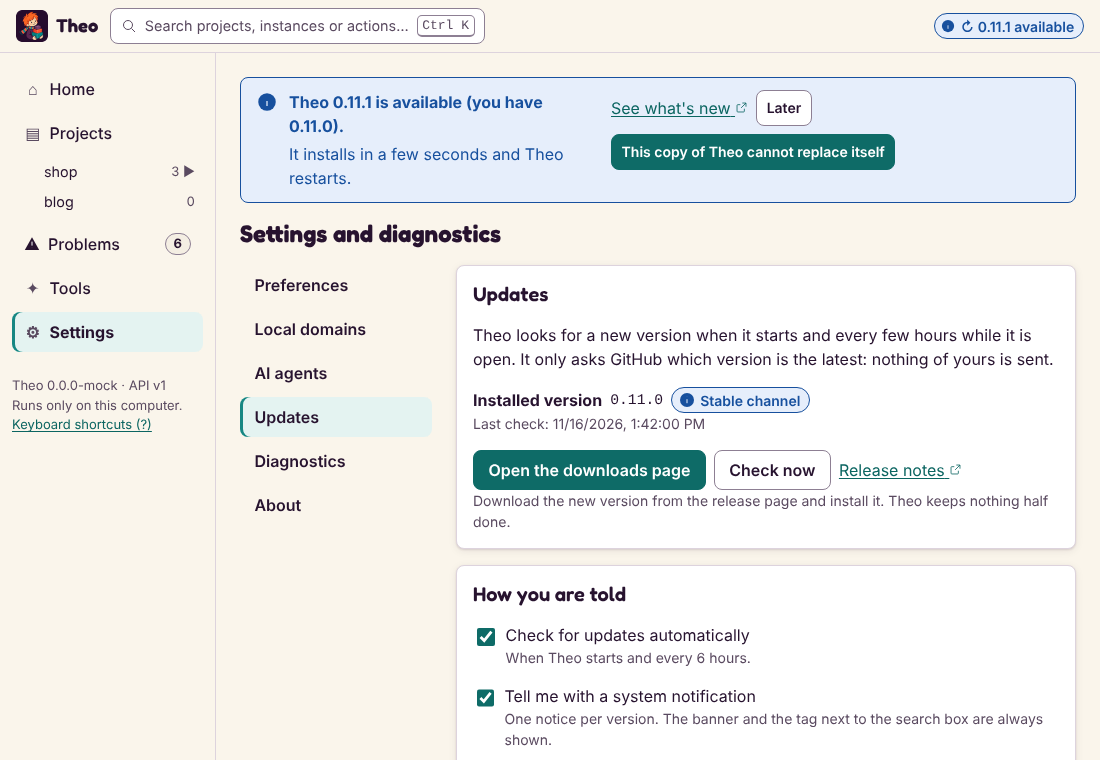 Theo
Search projects, instances or actions...
Ctrl K
0.11.1 available
Home
Projects
shop 3
blog 0
Problems 6
Tools
Settings
Theo 0.0.0-mock · API v1
Runs only on this computer.
Keyboard shortcuts (?)
Theo 0.11.1 is available (you have
0.11.0).
It installs in a few seconds and Theo
restarts.
See what's new
Later
This copy of Theo cannot replace itself
Settings and diagnostics
Preferences
Local domains
AI agents
Updates
Diagnostics
About
Updates
Theo looks for a new version when it starts and every few hours while it is
open. It only asks GitHub which version is the latest: nothing of yours is sent.
Installed version 0.11.0 Stable channel
Last check: 11/16/2026, 1:42:00 PM
Open the downloads page
Check now
Release notes
Download the new version from the release page and install it. Theo keeps nothing half
done.
How you are told
Check for updates automatically
When Theo starts and every 6 hours.
Tell me with a system notification
One notice per version. The banner and the tag next to the search box are always
shown.